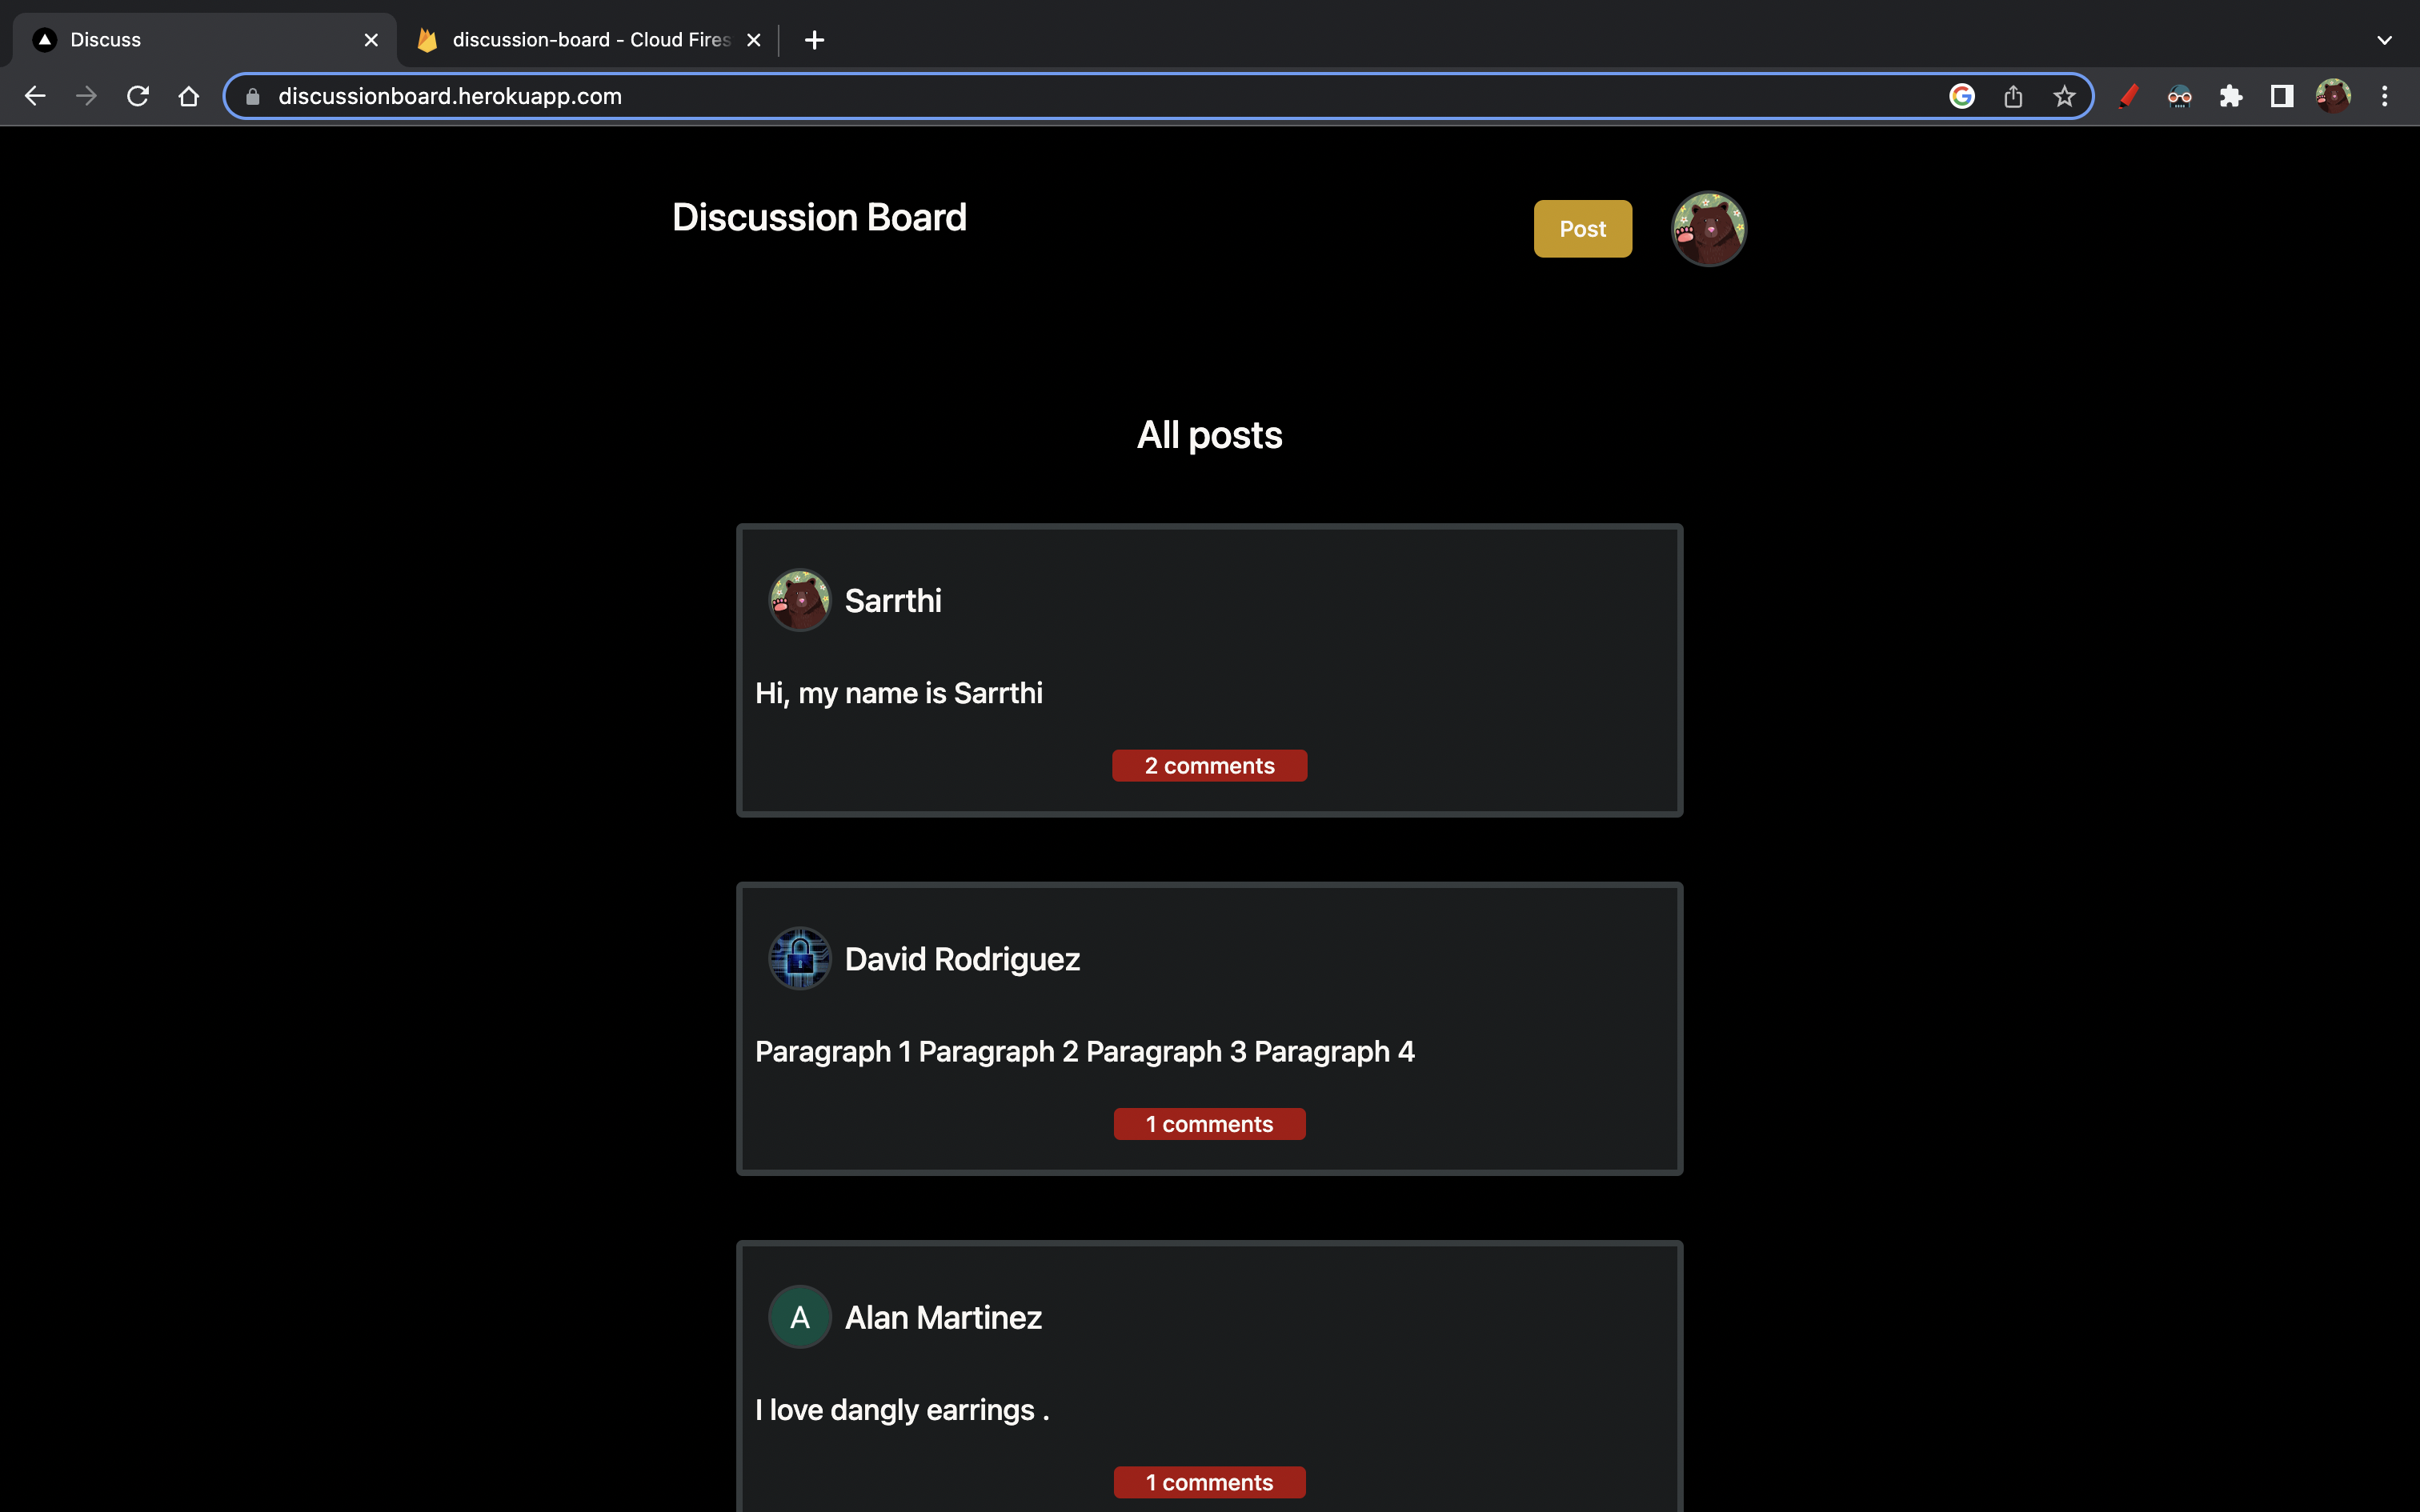 Discuss
discussion-board - Cloud Fires
discussionboard.herokuapp.com
Discussion Board
Post
All posts
Sarrthi
Hi, my name is Sarrthi
2 comments
David Rodriguez
Paragraph 1 Paragraph 2 Paragraph 3 Paragraph 4
1 comments
A
Alan Martinez
I love dangly earrings .
1 comments